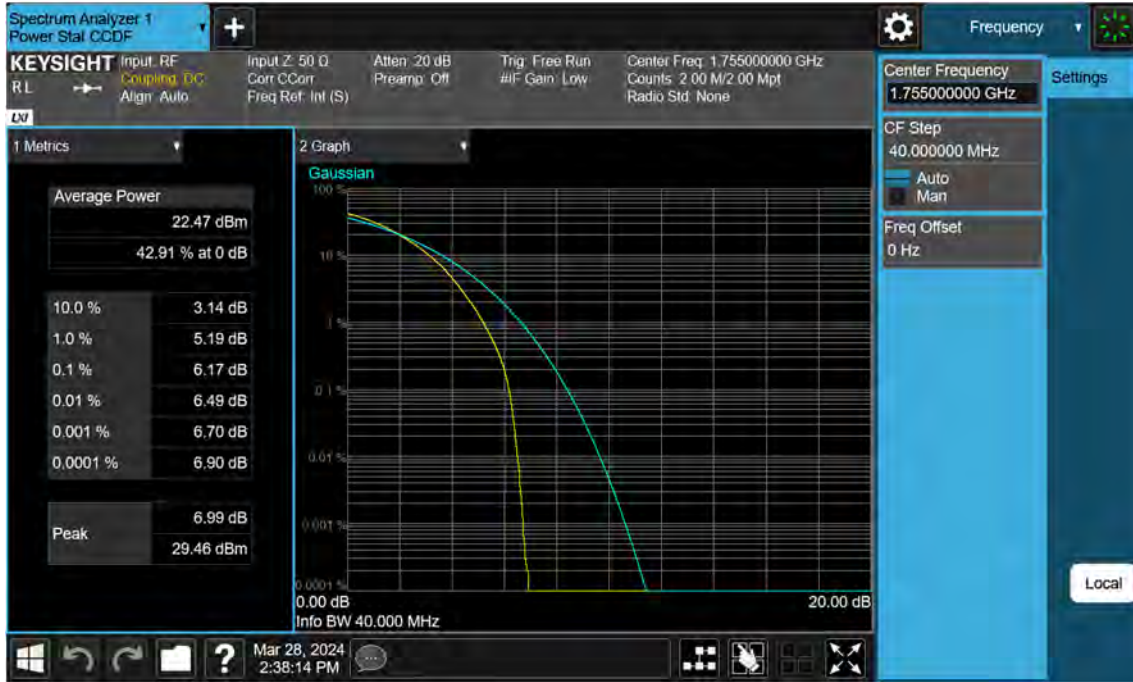 Spectrum Analyzer 1
Power Stat CCDF
+
Frequency
KEYSIGHT
RL
LXI
Input: RF
Coupling: DC
Align: Auto
Input Z: 50 Ω
Corr CCorr
Freq Ref: Int (S)
Atten: 20 dB
Preamp: Off
Trig: Free Run
#IF Gain: Low
Center Freq: 1.755000000 GHz
Counts: 2.00 M/2.00 Mpt
Radio Std: None
1 Metrics
Average Power
22.47 dBm
42.91 % at 0 dB
10.0 % 3.14 dB
1.0 % 5.19 dB
0.1 % 6.17 dB
0.01 % 6.49 dB
0.001 % 6.70 dB
0.0001 % 6.90 dB
Peak
6.99 dB
29.46 dBm
2 Graph
Gaussian
100 %
10 %
1 %
0.1 %
0.01 %
0.001 %
0.0001 %
0.00 dB 20.00 dB
Info BW 40.000 MHz
Center Frequency
1.755000000 GHz
CF Step
40.000000 MHz
Auto
Man
Freq Offset
0 Hz
Settings
Local
?
Mar 28, 2024
2:38:14 PM